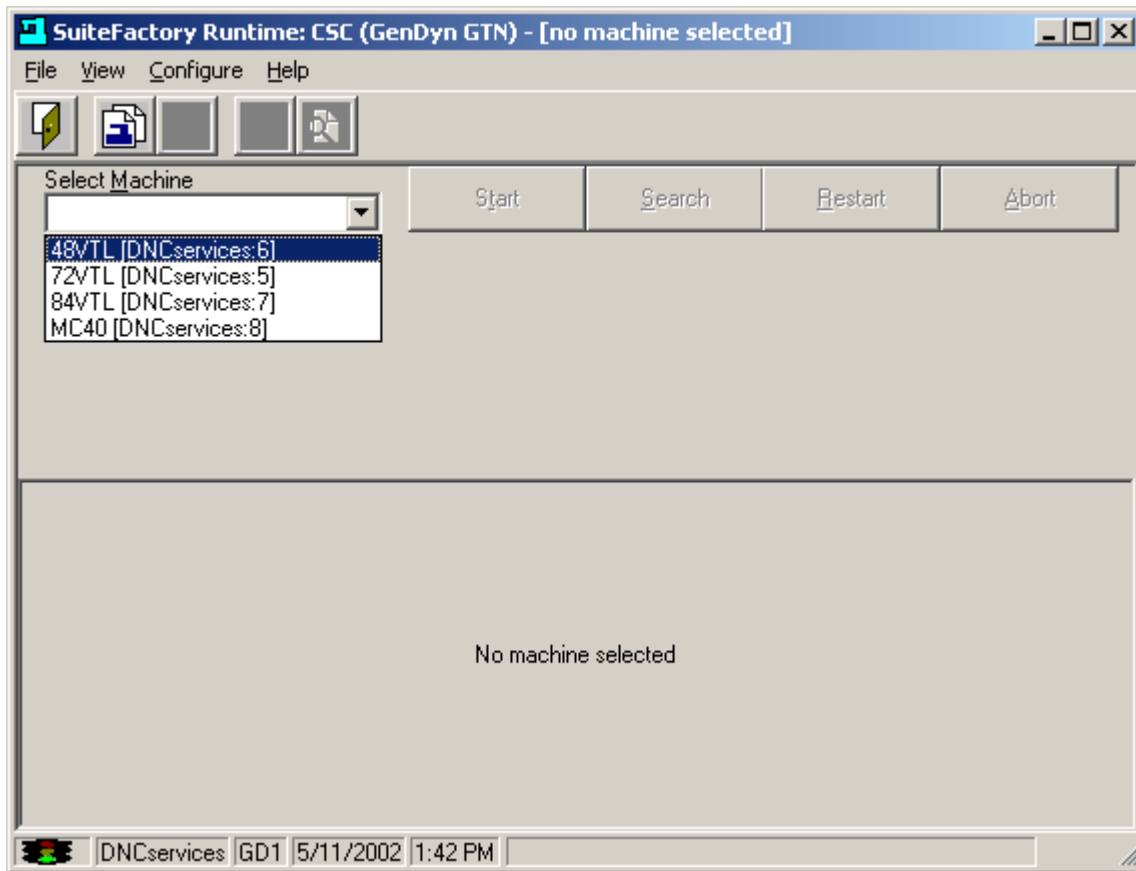 SuiteFactory Runtime: CSC (GenDyn GTN) - [no machine selected]
File View Configure Help
Select Machine
Start Search Restart Abort
48VTL [DNCservices:6]
72VTL [DNCservices:5]
84VTL [DNCservices:7]
MC40 [DNCservices:8]
No machine selected
DNCservices GD1 5/11/2002 1:42 PM